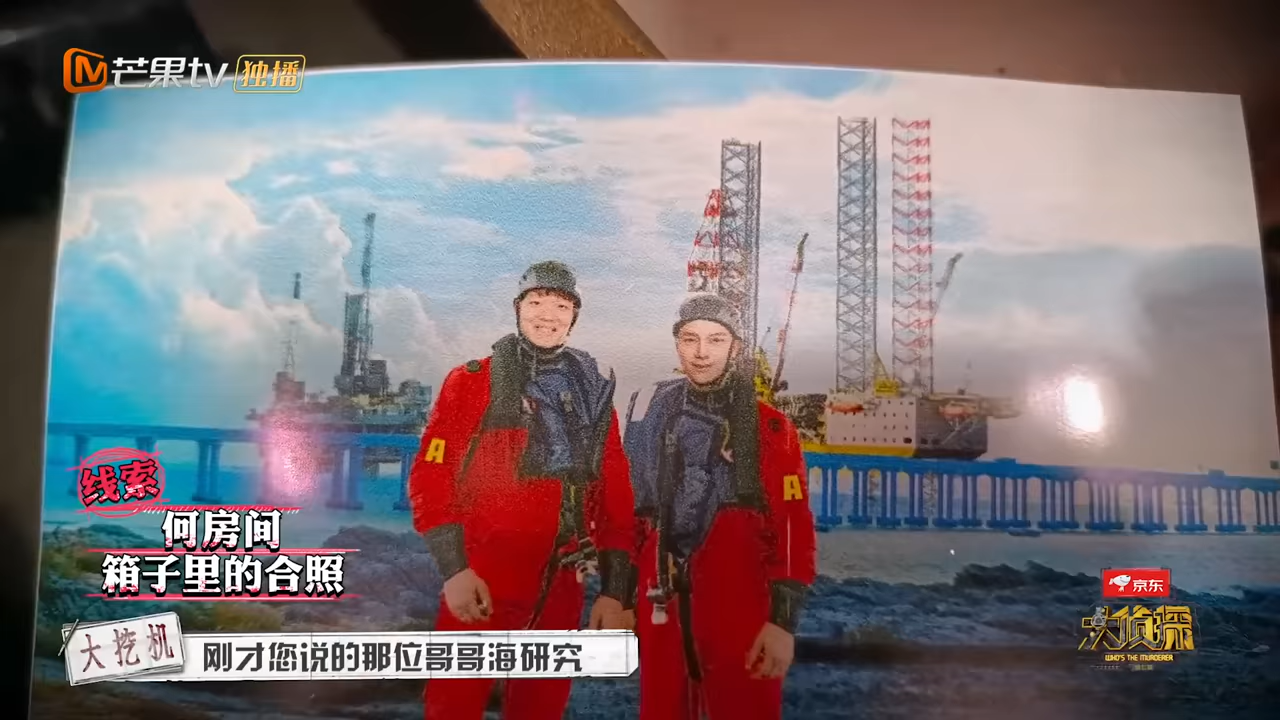 芒果tv 独播
A
A
线索
何房间
箱子里的合照
大挖机
刚才您说的那位哥哥海研究
京东
大侦探
WHO'S THE MURDERER